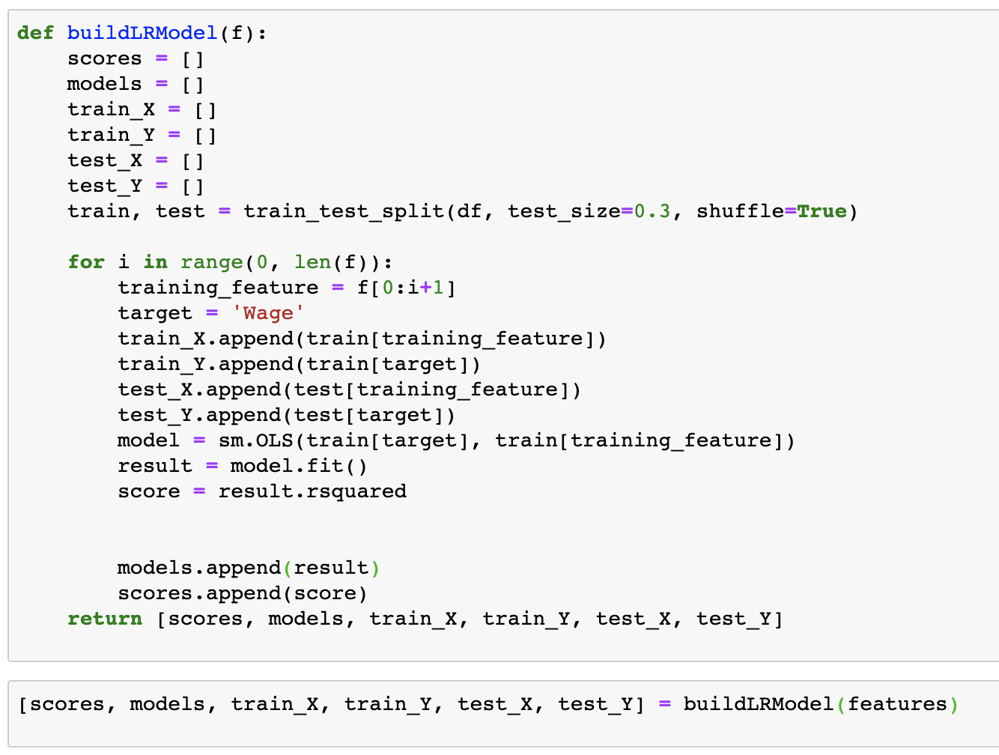 def buildLRModel(f):
    scores = []
    models = []
    train_X = []
    train_Y = []
    test_X = []
    test_Y = []
    train, test = train_test_split(df, test_size=0.3, shuffle=True)
    for i in range(0, len(f)):
        training_feature = f[0:i+1]
        target = 'Wage'
        train_X.append(train[training_feature])
        train_Y.append(train[target])
        test_X.append(test[training_feature])
        test_Y.append(test[target])
        model = sm.OLS(train[target], train[training_feature])
        result = model.fit()
        score = result.rsquared
        models.append(result)
        scores.append(score)
    return [scores, models, train_X, train_Y, test_X, test_Y]
[scores, models, train_X, train_Y, test_X, test_Y] = buildLRModel(features)